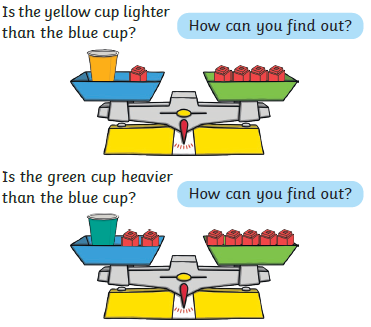 Is the yellow cup lighter
than the blue cup?
How can you find out?
Is the green cup heavier
than the blue cup?
How can you find out?